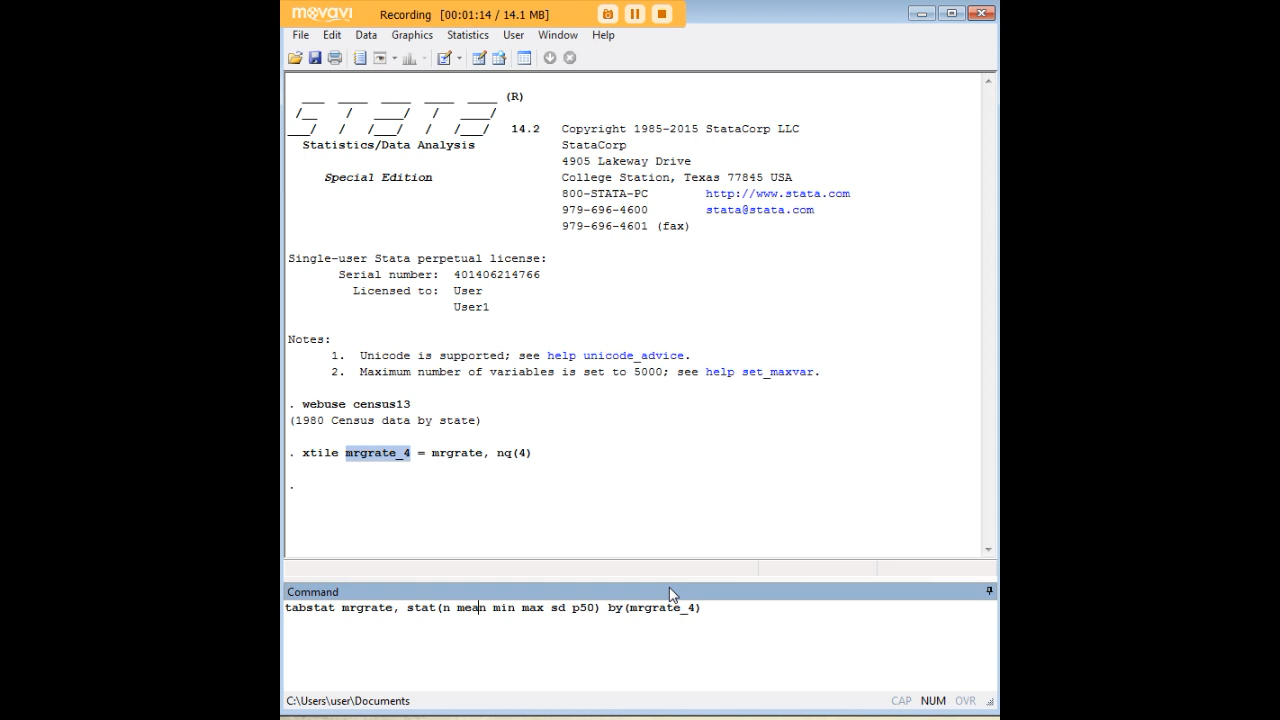 movavi Recording [00:01:14 / 14.1 MB]
File Edit Data Graphics Statistics User Window Help
(R)
14.2 Copyright 1985-2015 StataCorp LLC
Statistics/Data Analysis StataCorp
4905 Lakeway Drive
Special Edition College Station, Texas 77845 USA
800-STATA-PC http://www.stata.com
979-696-4600 stata@stata.com
979-696-4601 (fax)
Single-user Stata perpetual license:
Serial number: 401406214766
Licensed to: User
User1
Notes:
1. Unicode is supported; see help unicode_advice.
2. Maximum number of variables is set to 5000; see help set_maxvar.
. webuse census13
(1980 Census data by state)
. xtile mrgrate_4 = mrgrate, nq(4)
.
Command
tabstat mrgrate, stat(n mean min max sd p50) by(mrgrate_4)
C:\Users\user\Documents CAP NUM OVR